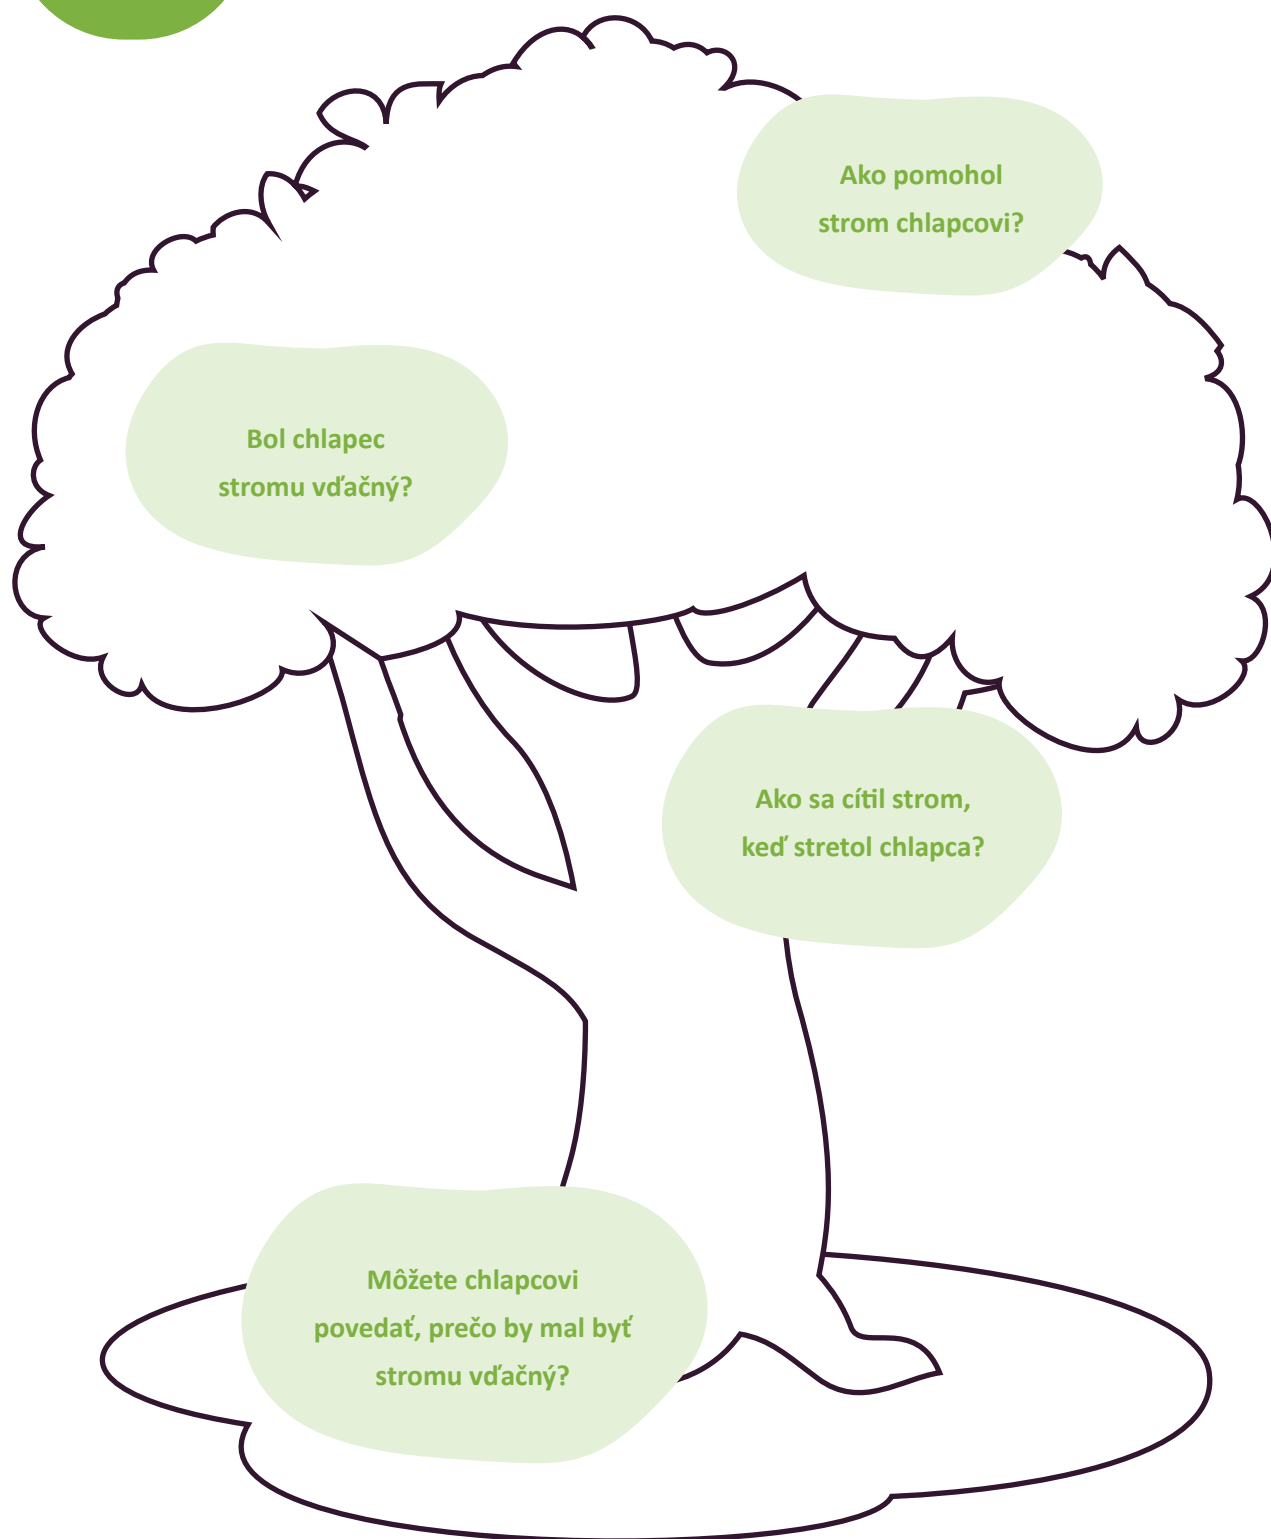 Ako pomohol
strom chlapcovi?
Bol chlapec
stromu vďačný?
Ako sa cítil strom,
keď stretol chlapca?
Môžete chlapcovi
povedať, prečo by mal byť
stromu vďačný?